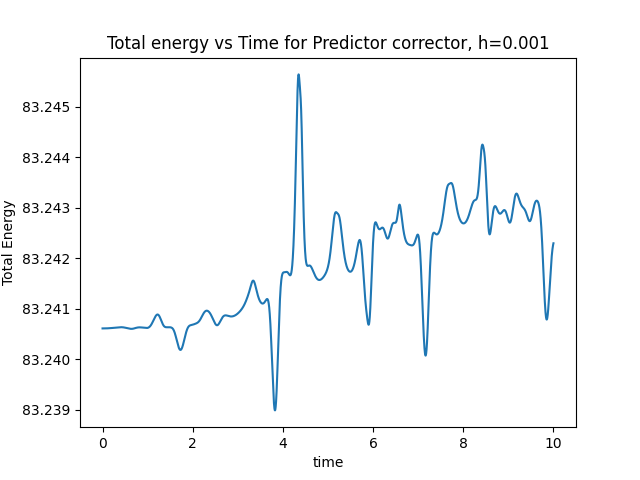 Total energy vs Time for Predictor corrector, h=0.001
Total Energy
83.245
83.244
83.243
83.242
83.241
83.240
83.239
0 2 4 6 8 10
time